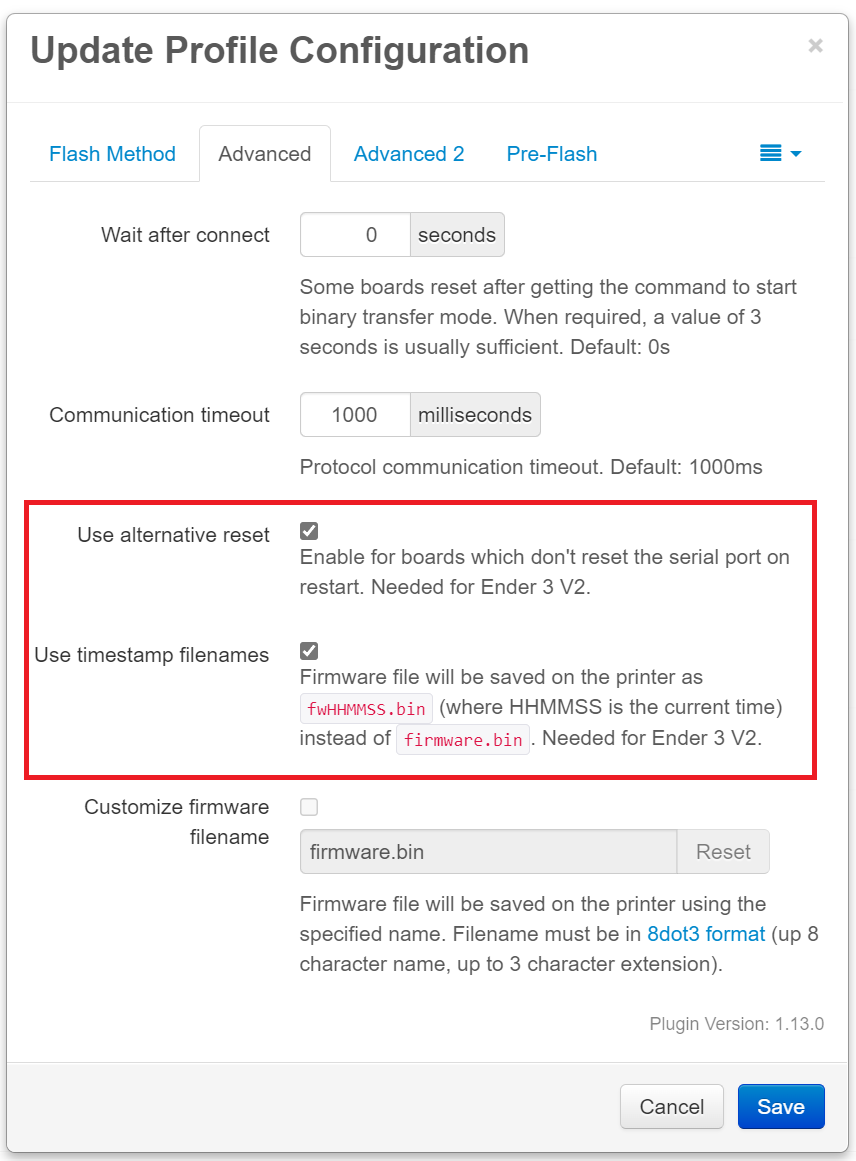 Update Profile Configuration
×
Flash Method
Advanced
Advanced 2
Pre-Flash
Wait after connect
0 seconds
Some boards reset after getting the command to start
binary transfer mode. When required, a value of 3
seconds is usually sufficient. Default: 0s
Communication timeout
1000 milliseconds
Protocol communication timeout. Default: 1000ms
Use alternative reset
Enable for boards which don't reset the serial port on
restart. Needed for Ender 3 V2.
Use timestamp filenames
Firmware file will be saved on the printer as
fwHHMMSS.bin (where HHMMSS is the current time)
instead of firmware.bin. Needed for Ender 3 V2.
Customize firmware
filename
firmware.bin Reset
Firmware file will be saved on the printer using the
specified name. Filename must be in 8dot3 format (up 8
character name, up to 3 character extension).
Plugin Version: 1.13.0
Cancel Save